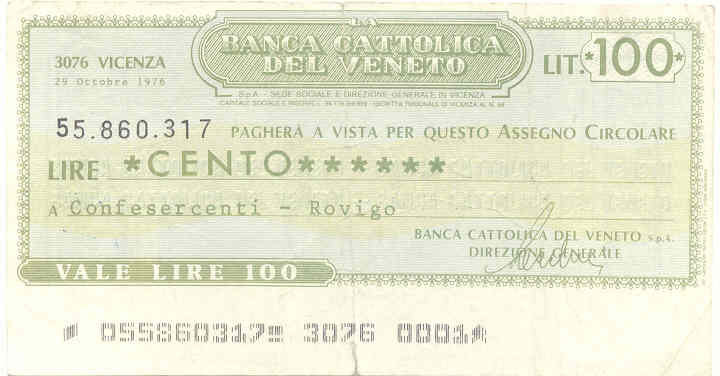 LA
BANCA CATTOLICA
DEL VENETO
3076 VICENZA
29 Ottobre 1976
LIT. *100*
S.p.A. - SEDE SOCIALE E DIREZIONE GENERALE IN VICENZA
55.860.317 PAGHERÀ A VISTA PER QUESTO ASSEGNO CIRCOLARE
LIRE *CENTO******
A Confesercenti - Rovigo
BANCA CATTOLICA DEL VENETO S.p.A.
DIREZIONE GENERALE
VALE LIRE 100
055860317 3076 0001